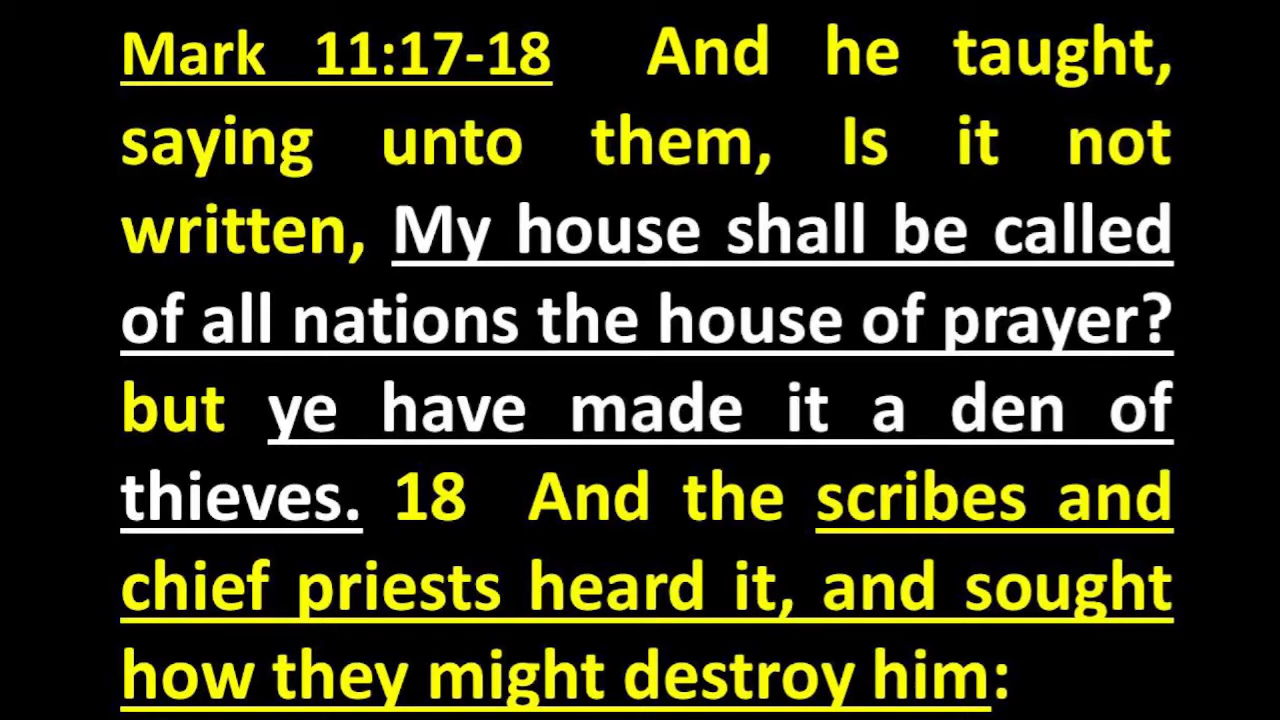 Mark 11:17-18 And he taught,
saying unto them, Is it not
written, My house shall be called
of all nations the house of prayer?
but ye have made it a den of
thieves. 18 And the scribes and
chief priests heard it, and sought
how they might destroy him: